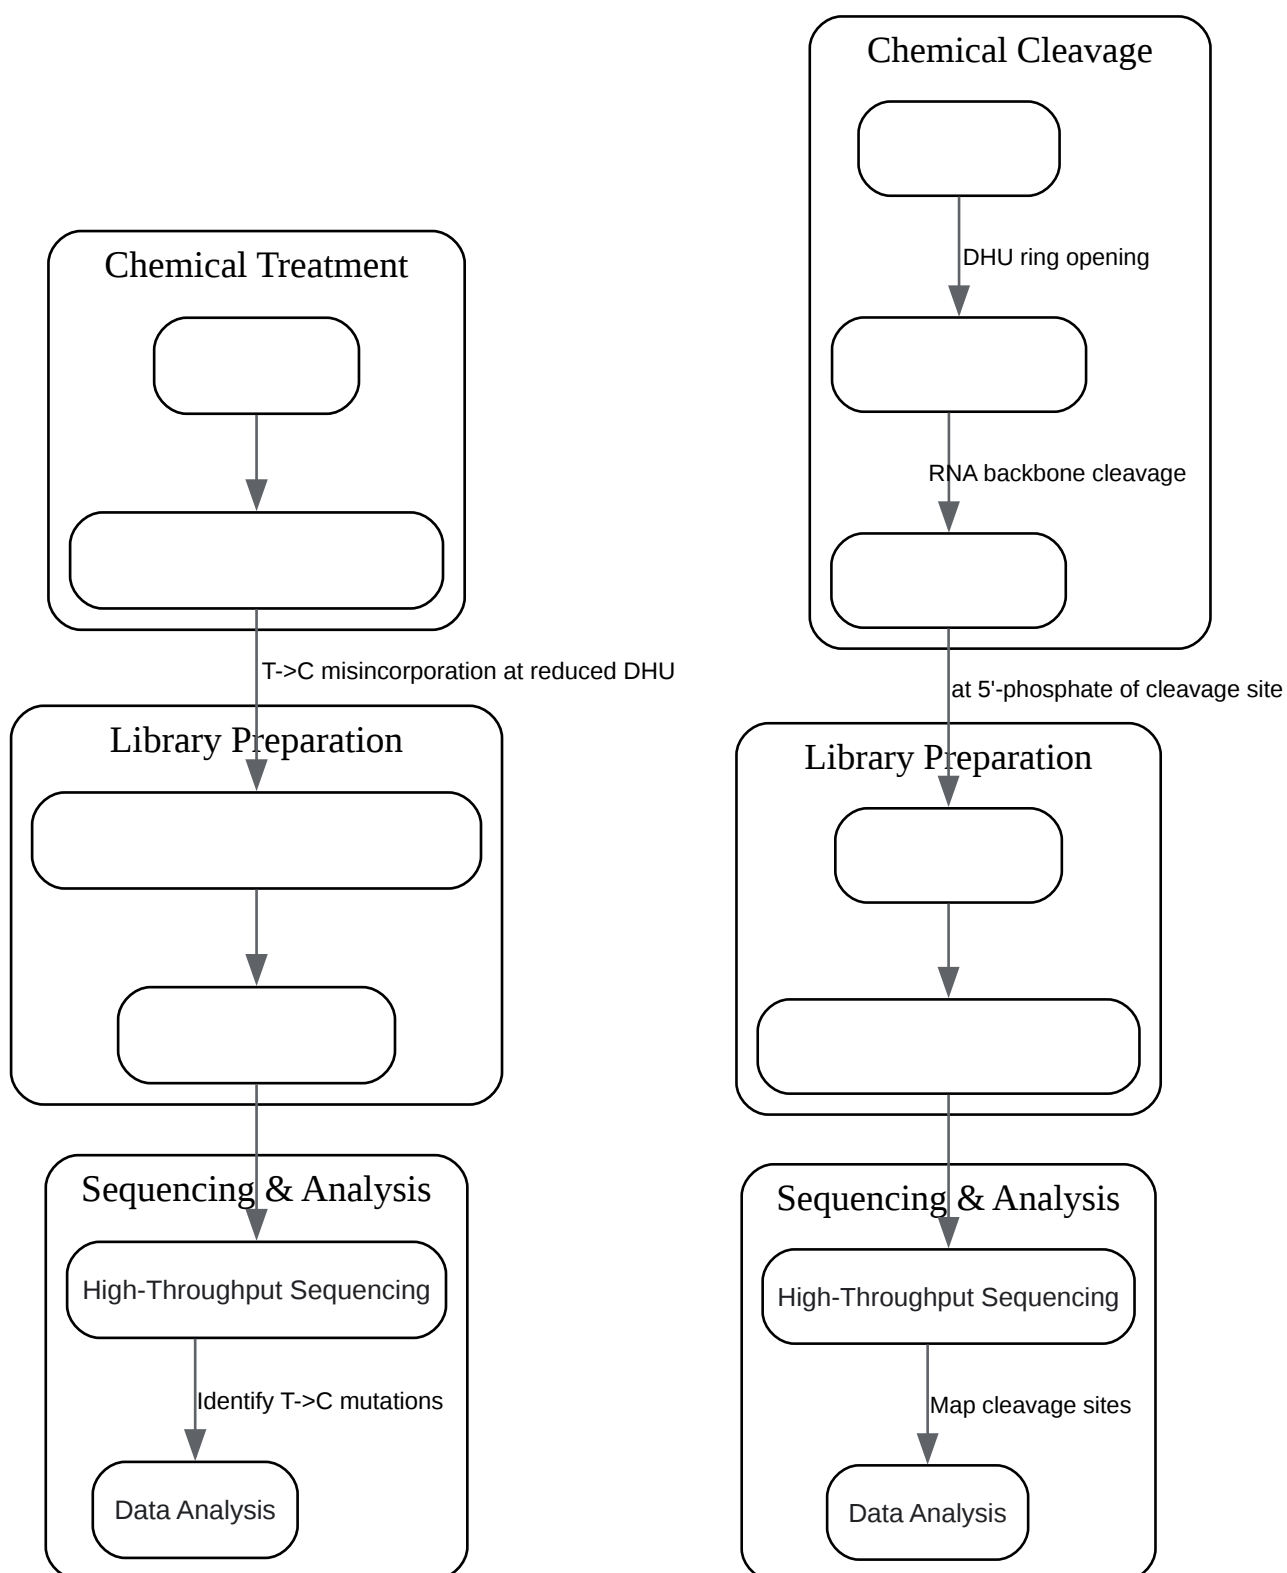 Chemical Treatment
T->C misincorporation at reduced DHU
Library Preparation
Sequencing & Analysis
High-Throughput Sequencing
Identify T->C mutations
Data Analysis
Chemical Cleavage
DHU ring opening
RNA backbone cleavage
at 5'-phosphate of cleavage site
Library Preparation
Sequencing & Analysis
High-Throughput Sequencing
Map cleavage sites
Data Analysis